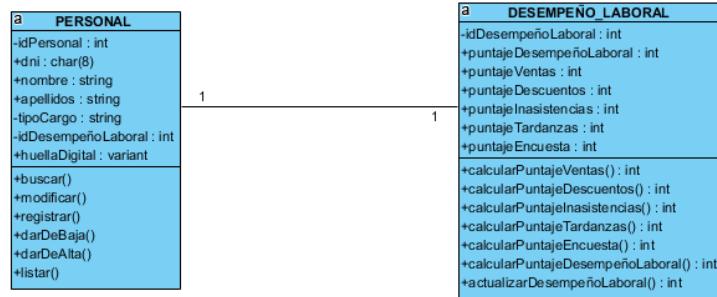 a
PERSONAL
-idPersonal : int
+dni : char(8)
+nombre : string
+apellidos : string
-tipoCargo : string
-idDesempeñoLaboral : int
+huellaDigital : variant
+buscar()
+modificar()
+registrar()
+darDeBaja()
+darDeAlta()
+listar()
1
1
a
DESEMPEÑO_LABORAL
-idDesempeñoLaboral : int
+puntajeDesempeñoLaboral : int
+puntajeVentas : int
+puntajeDescuentos : int
+puntajeInasistencias : int
+puntajeTardanzas : int
+puntajeEncuesta : int
+calcularPuntajeVentas() : int
+calcularPuntajeDescuentos() : int
+calcularPuntajeInasistencias() : int
+calcularPuntajeTardanzas() : int
+calcularPuntajeEncuesta() : int
+calcularPuntajeDesempeñoLaboral() : int
+actualizarDesempeñoLaboral() : int